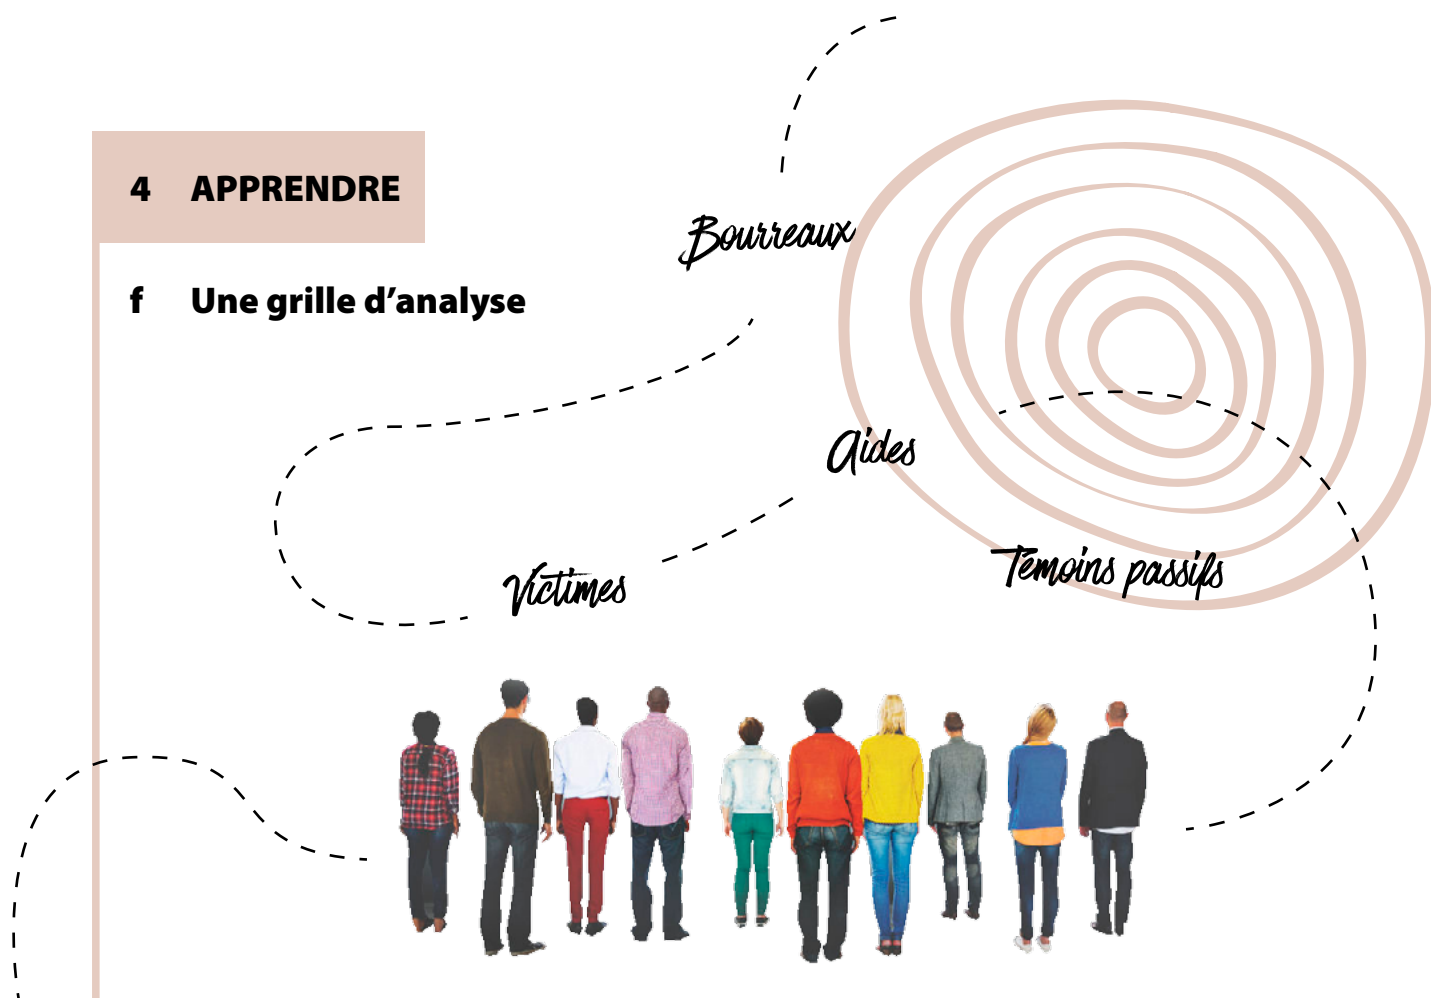 4 APPRENDRE
f Une grille d’analyse
Bourreaux
Aides
Victimes
Témoins passifs